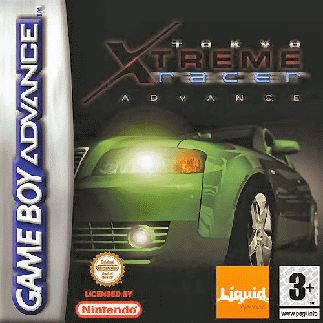 GAME BOY ADVANCE
TOKYO
XTREME
racer
ADVANCE
LICENSED BY
Nintendo
Liquid
3+
www.pegi.info